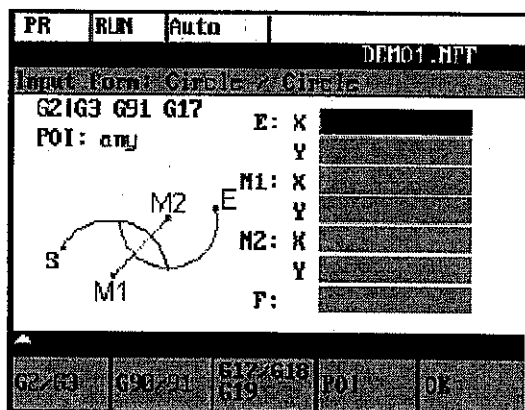 PR RUN Auto
DEMO1.MPF
Input form: Circle / Circle
G2|G3 G91 G17
POI: any
E: X
Y
M1: X
Y
M2: X
Y
F:
M2
E
S
M1
G2/G3 G90/91 G17/G18 G19 POI OK